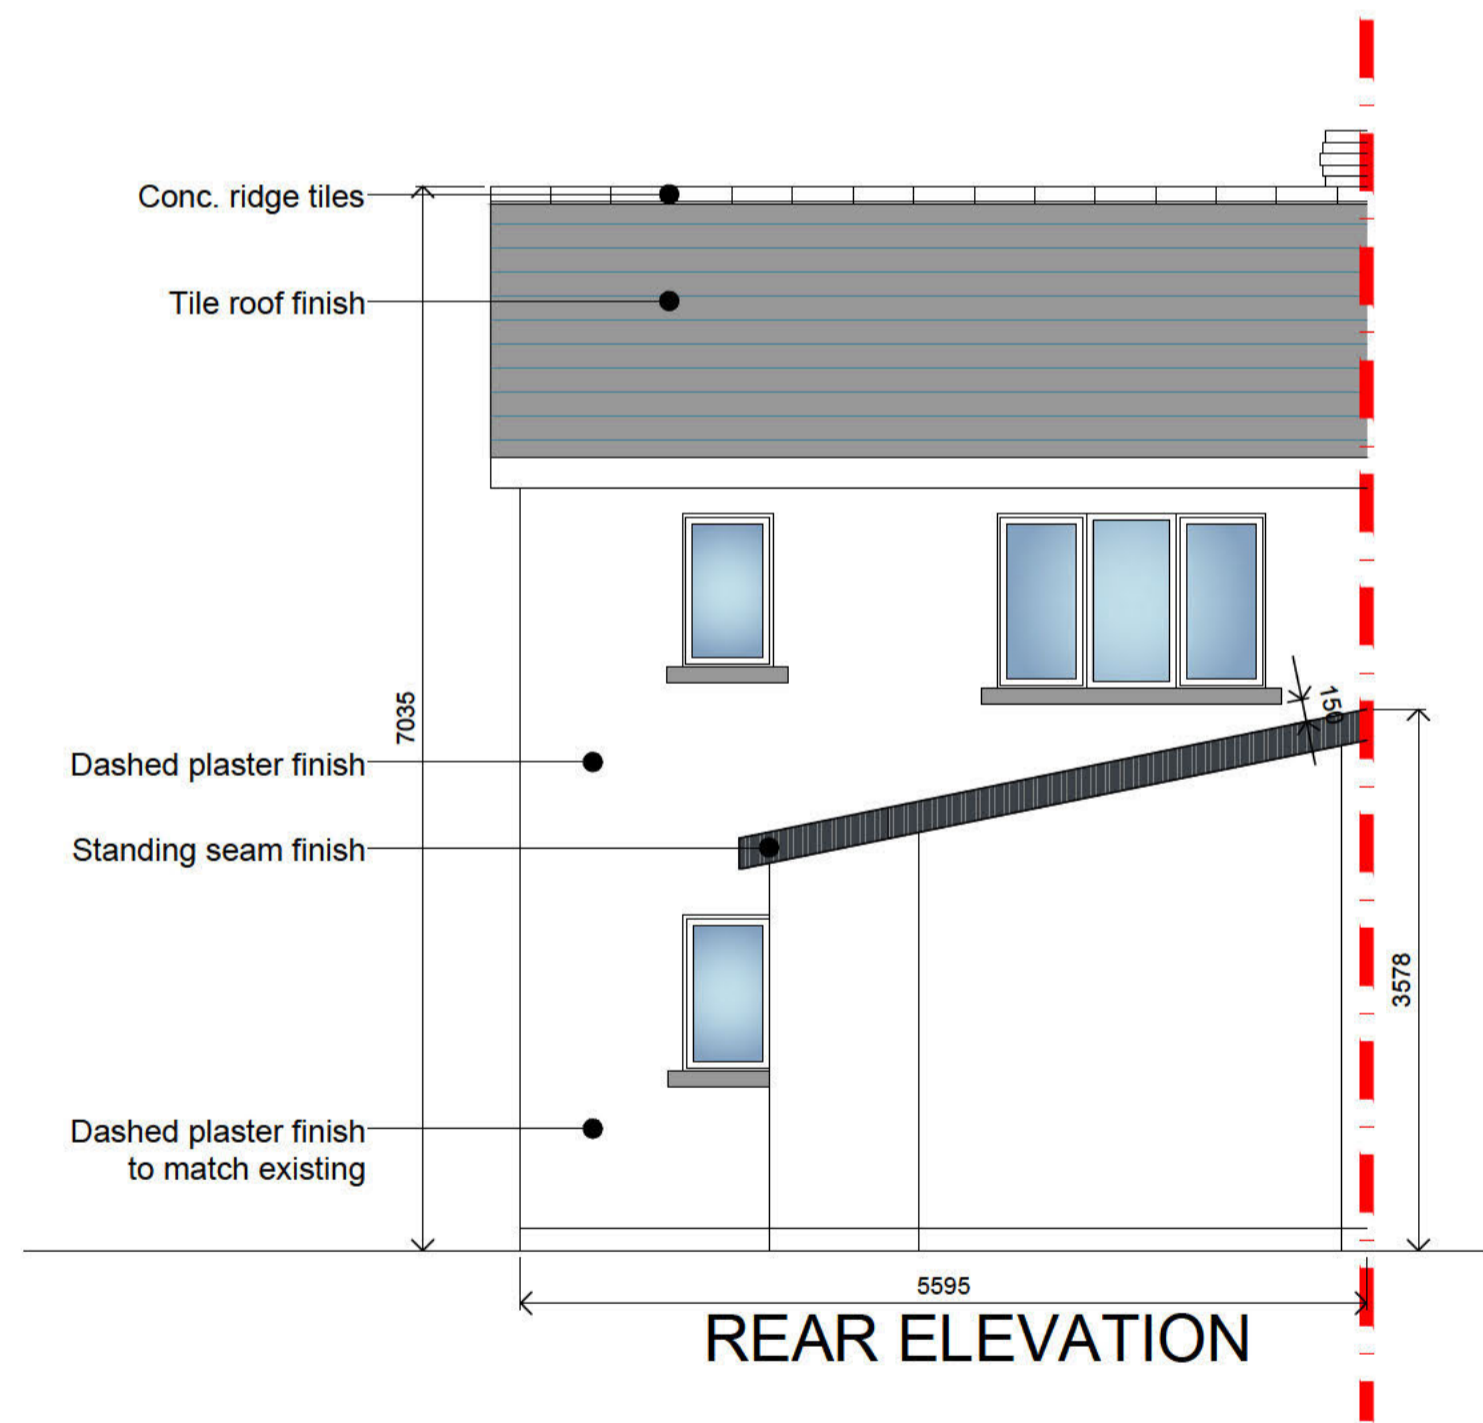 Conc. ridge tiles
Tile roof finish
7035
150
Dashed plaster finish
Standing seam finish
3578
Dashed plaster finish
to match existing
5595
REAR ELEVATION